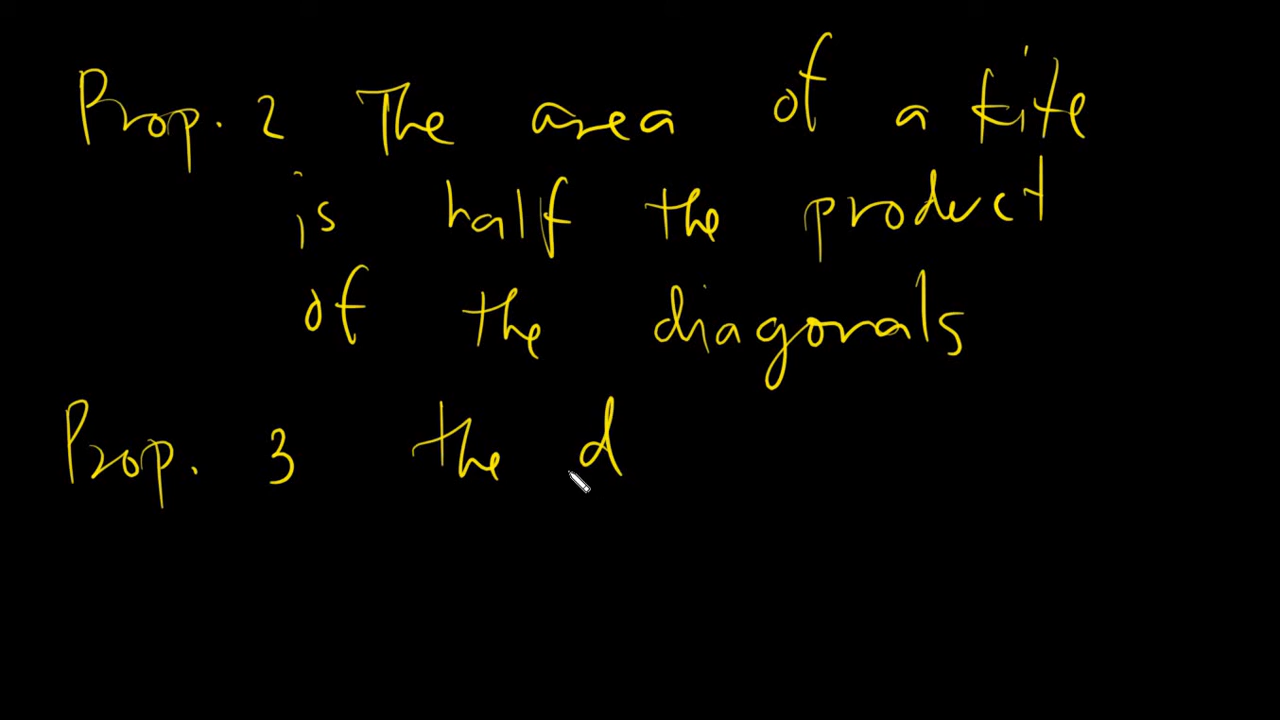 Prop. 2 The area of a kite
is half the product
of the diagonals
Prop. 3 the d